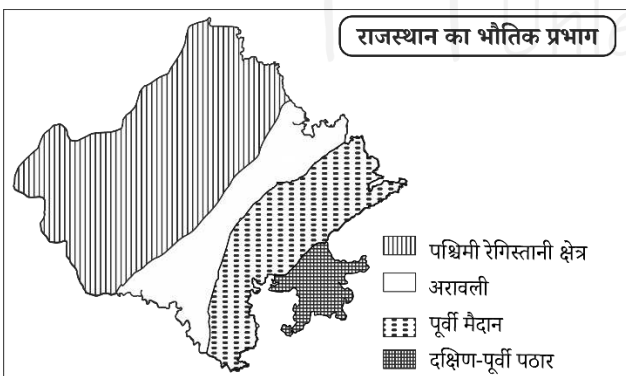 राजस्थान का भौतिक प्रभाग
पश्चिमी रेगिस्तानी क्षेत्र
अरावली
पूर्वी मैदान
दक्षिण-पूर्वी पठार